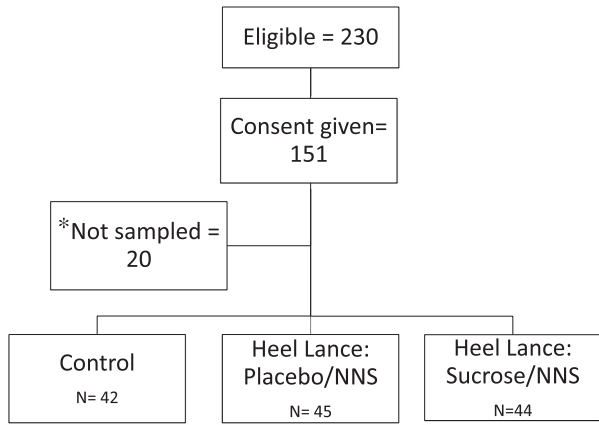 Eligible = 230
Consent given=
151
*Not sampled =
20
Control
N= 42
Heel Lance:
Placebo/NNS
N= 45
Heel Lance:
Sucrose/NNS
N=44